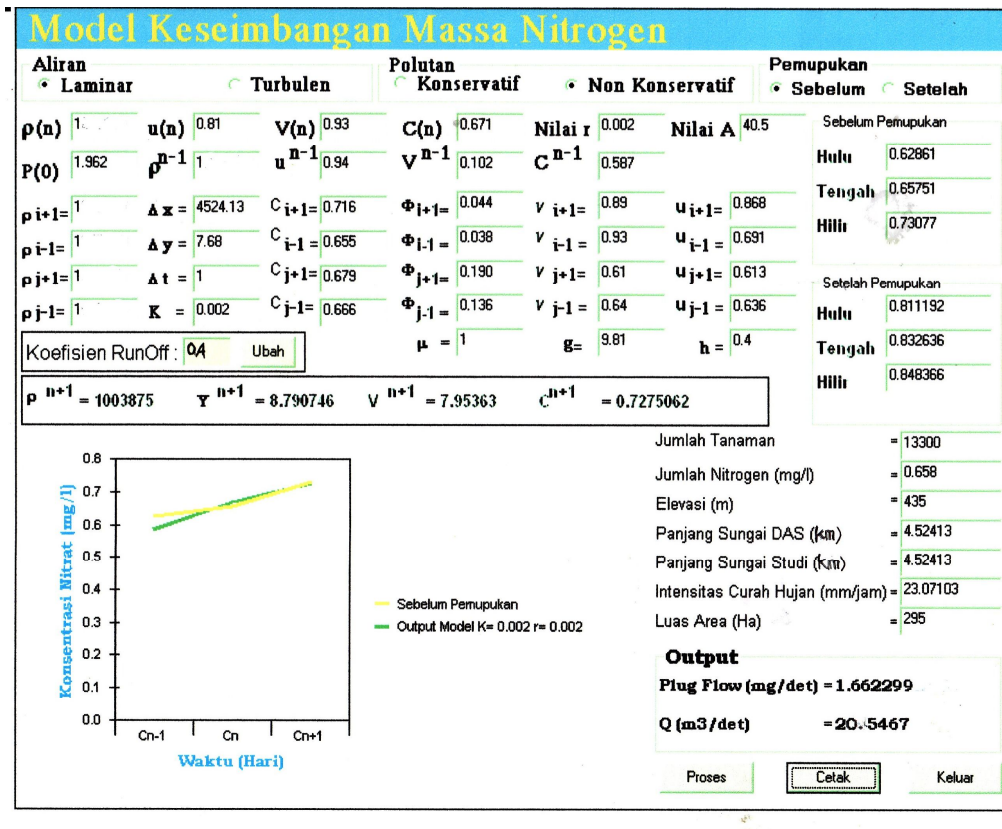 Model Keseimbangan Massa Nitrogen
Aliran
Laminar Turbulen
Polutan
Konservatif Non Konservatif
Pemupukan
Sebelum Setelah
ρ(n) 1 u(n) 0.81 V(n) 0.93 C(n) 0.671 Nilai r 0.002 Nilai A 40.5
P(0) 1.962 ρ^n-1 1 u^n-1 0.94 V^n-1 0.102 C^n-1 0.587
ρ i+1= 1 Δ x = 4524.13 C i+1= 0.716 Φ i+1= 0.044 v i+1= 0.89 u i+1= 0.868
ρ i-1= 1 Δ y = 7.68 C i-1 = 0.655 Φ i-1 = 0.038 v i-1 = 0.93 u i-1 = 0.691
ρ j+1= 1 Δ t = 1 C j+1= 0.679 Φ j+1= 0.190 v j+1= 0.61 u j+1= 0.613
ρ j-1= 1 K = 0.002 C j-1= 0.666 Φ j-1 = 0.136 v j-1 = 0.64 u j-1 = 0.636
μ = 1 g= 9.81 h = 0.4
Sebelum Pemupukan
Hulu 0.62861
Tengah 0.65751
Hilir 0.73077
Setelah Pemupukan
Hulu 0.811192
Tengah 0.832636
Hilir 0.848366
Koefisien RunOff : 0,4 Ubah
P^n+1 = 1003875 Y^n+1 = 8.790746 V^n+1 = 7.95363 C^n+1 = 0.7275062
Konsentrasi Nitrat (mg/l)
0.8
0.7
0.6
0.5
0.4
0.3
0.2
0.1
0.0
Cn-1 Cn Cn+1
Waktu (Hari)
Sebelum Pemupukan
Output Model K= 0.002 r= 0.002
Jumlah Tanaman = 13300
Jumlah Nitrogen (mg/l) = 0.658
Elevasi (m) = 435
Panjang Sungai DAS (km) = 4.52413
Panjang Sungai Studi (km) = 4.52413
Intensitas Curah Hujan (mm/jam) = 23.07103
Luas Area (Ha) = 295
Output
Plug Flow (mg/det) = 1.662299
Q (m3/det) = 20.5467
Proses Cetak Keluar